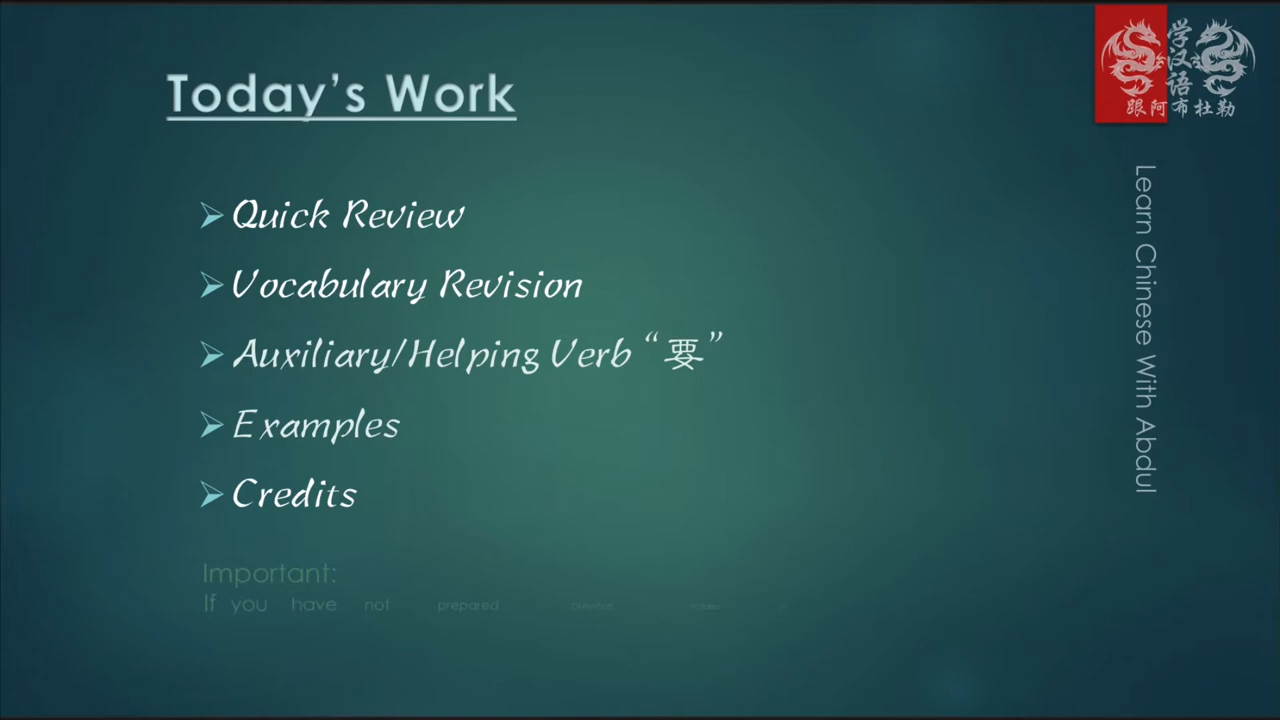 Today's Work
➢ Quick Review
➢ Vocabulary Revision
➢ Auxiliary/Helping Verb “要”
➢ Examples
➢ Credits
Important:
If you have not prepared
学
汉
语
跟阿布杜勒
Learn Chinese With Abdul